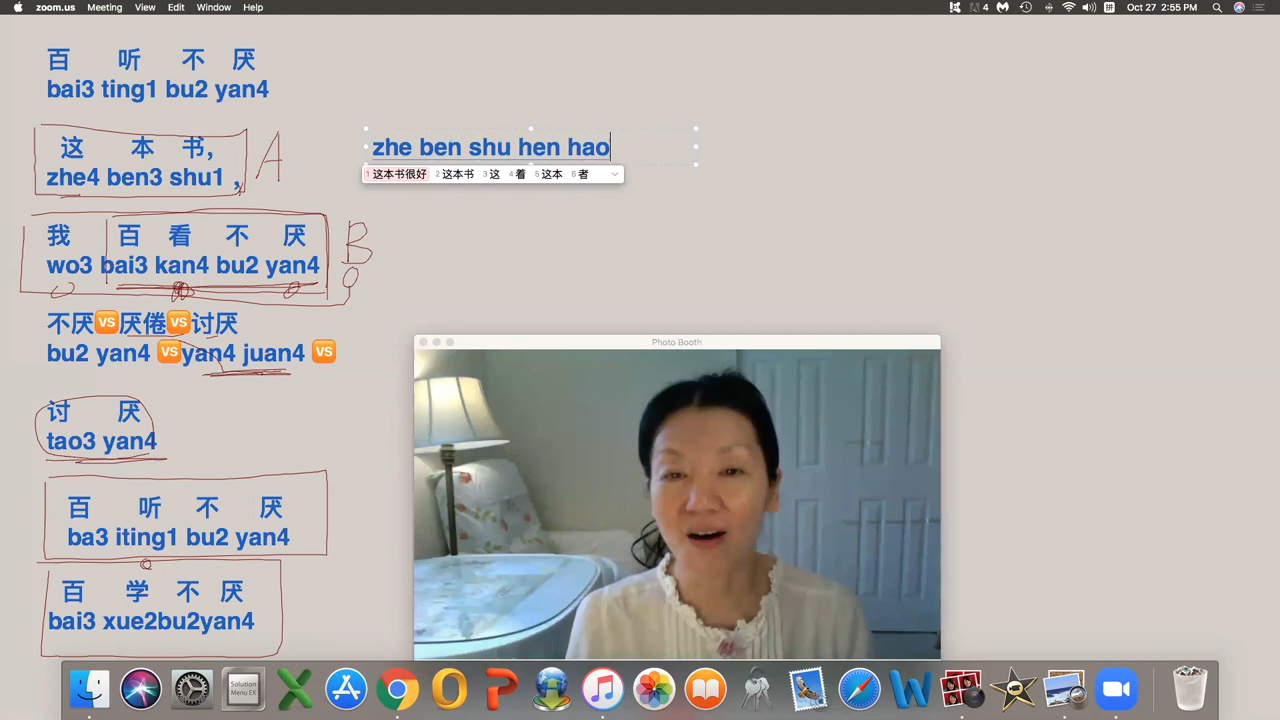 zoom.us Meeting View Edit Window Help 4 拼 Oct 27 2:55 PM
百 听 不 厌
bai3 ting1 bu2 yan4
这 本 书,
zhe4 ben3 shu1 ,
A
zhe ben shu hen hao
1 这本书很好 2 这本书 3 这 4 着 5 这本 6 者
我 百 看 不 厌
wo3 bai3 kan4 bu2 yan4
B
不厌VS厌倦VS讨厌
bu2 yan4 VSyan4 juan4 VS
Photo Booth
讨 厌
tao3 yan4
百 听 不 厌
ba3 iting1 bu2 yan4
百 学 不 厌
bai3 xue2bu2yan4
Solution
Menu EX